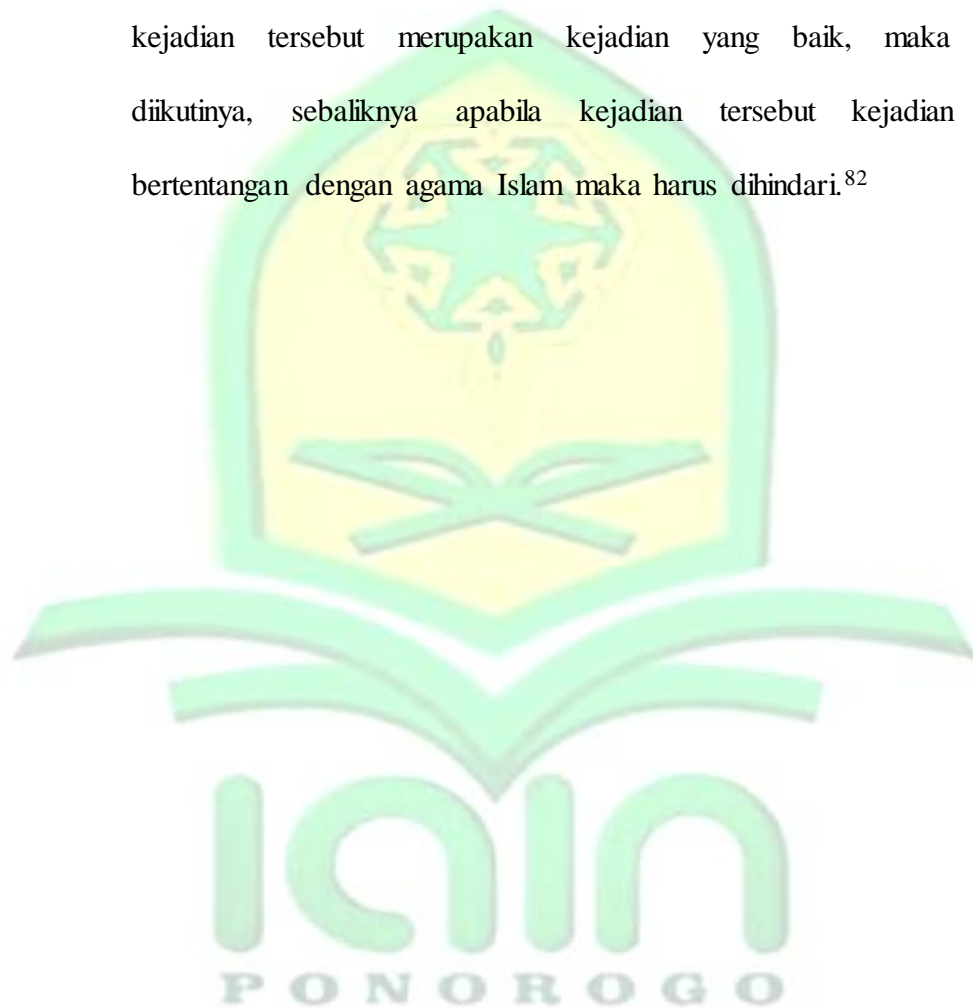 kejadian tersebut merupakan kejadian yang baik, maka
diikutinya, sebaliknya apabila kejadian tersebut kejadian
bertentangan dengan agama Islam maka harus dihindari.82
IAIN
PONOROGO